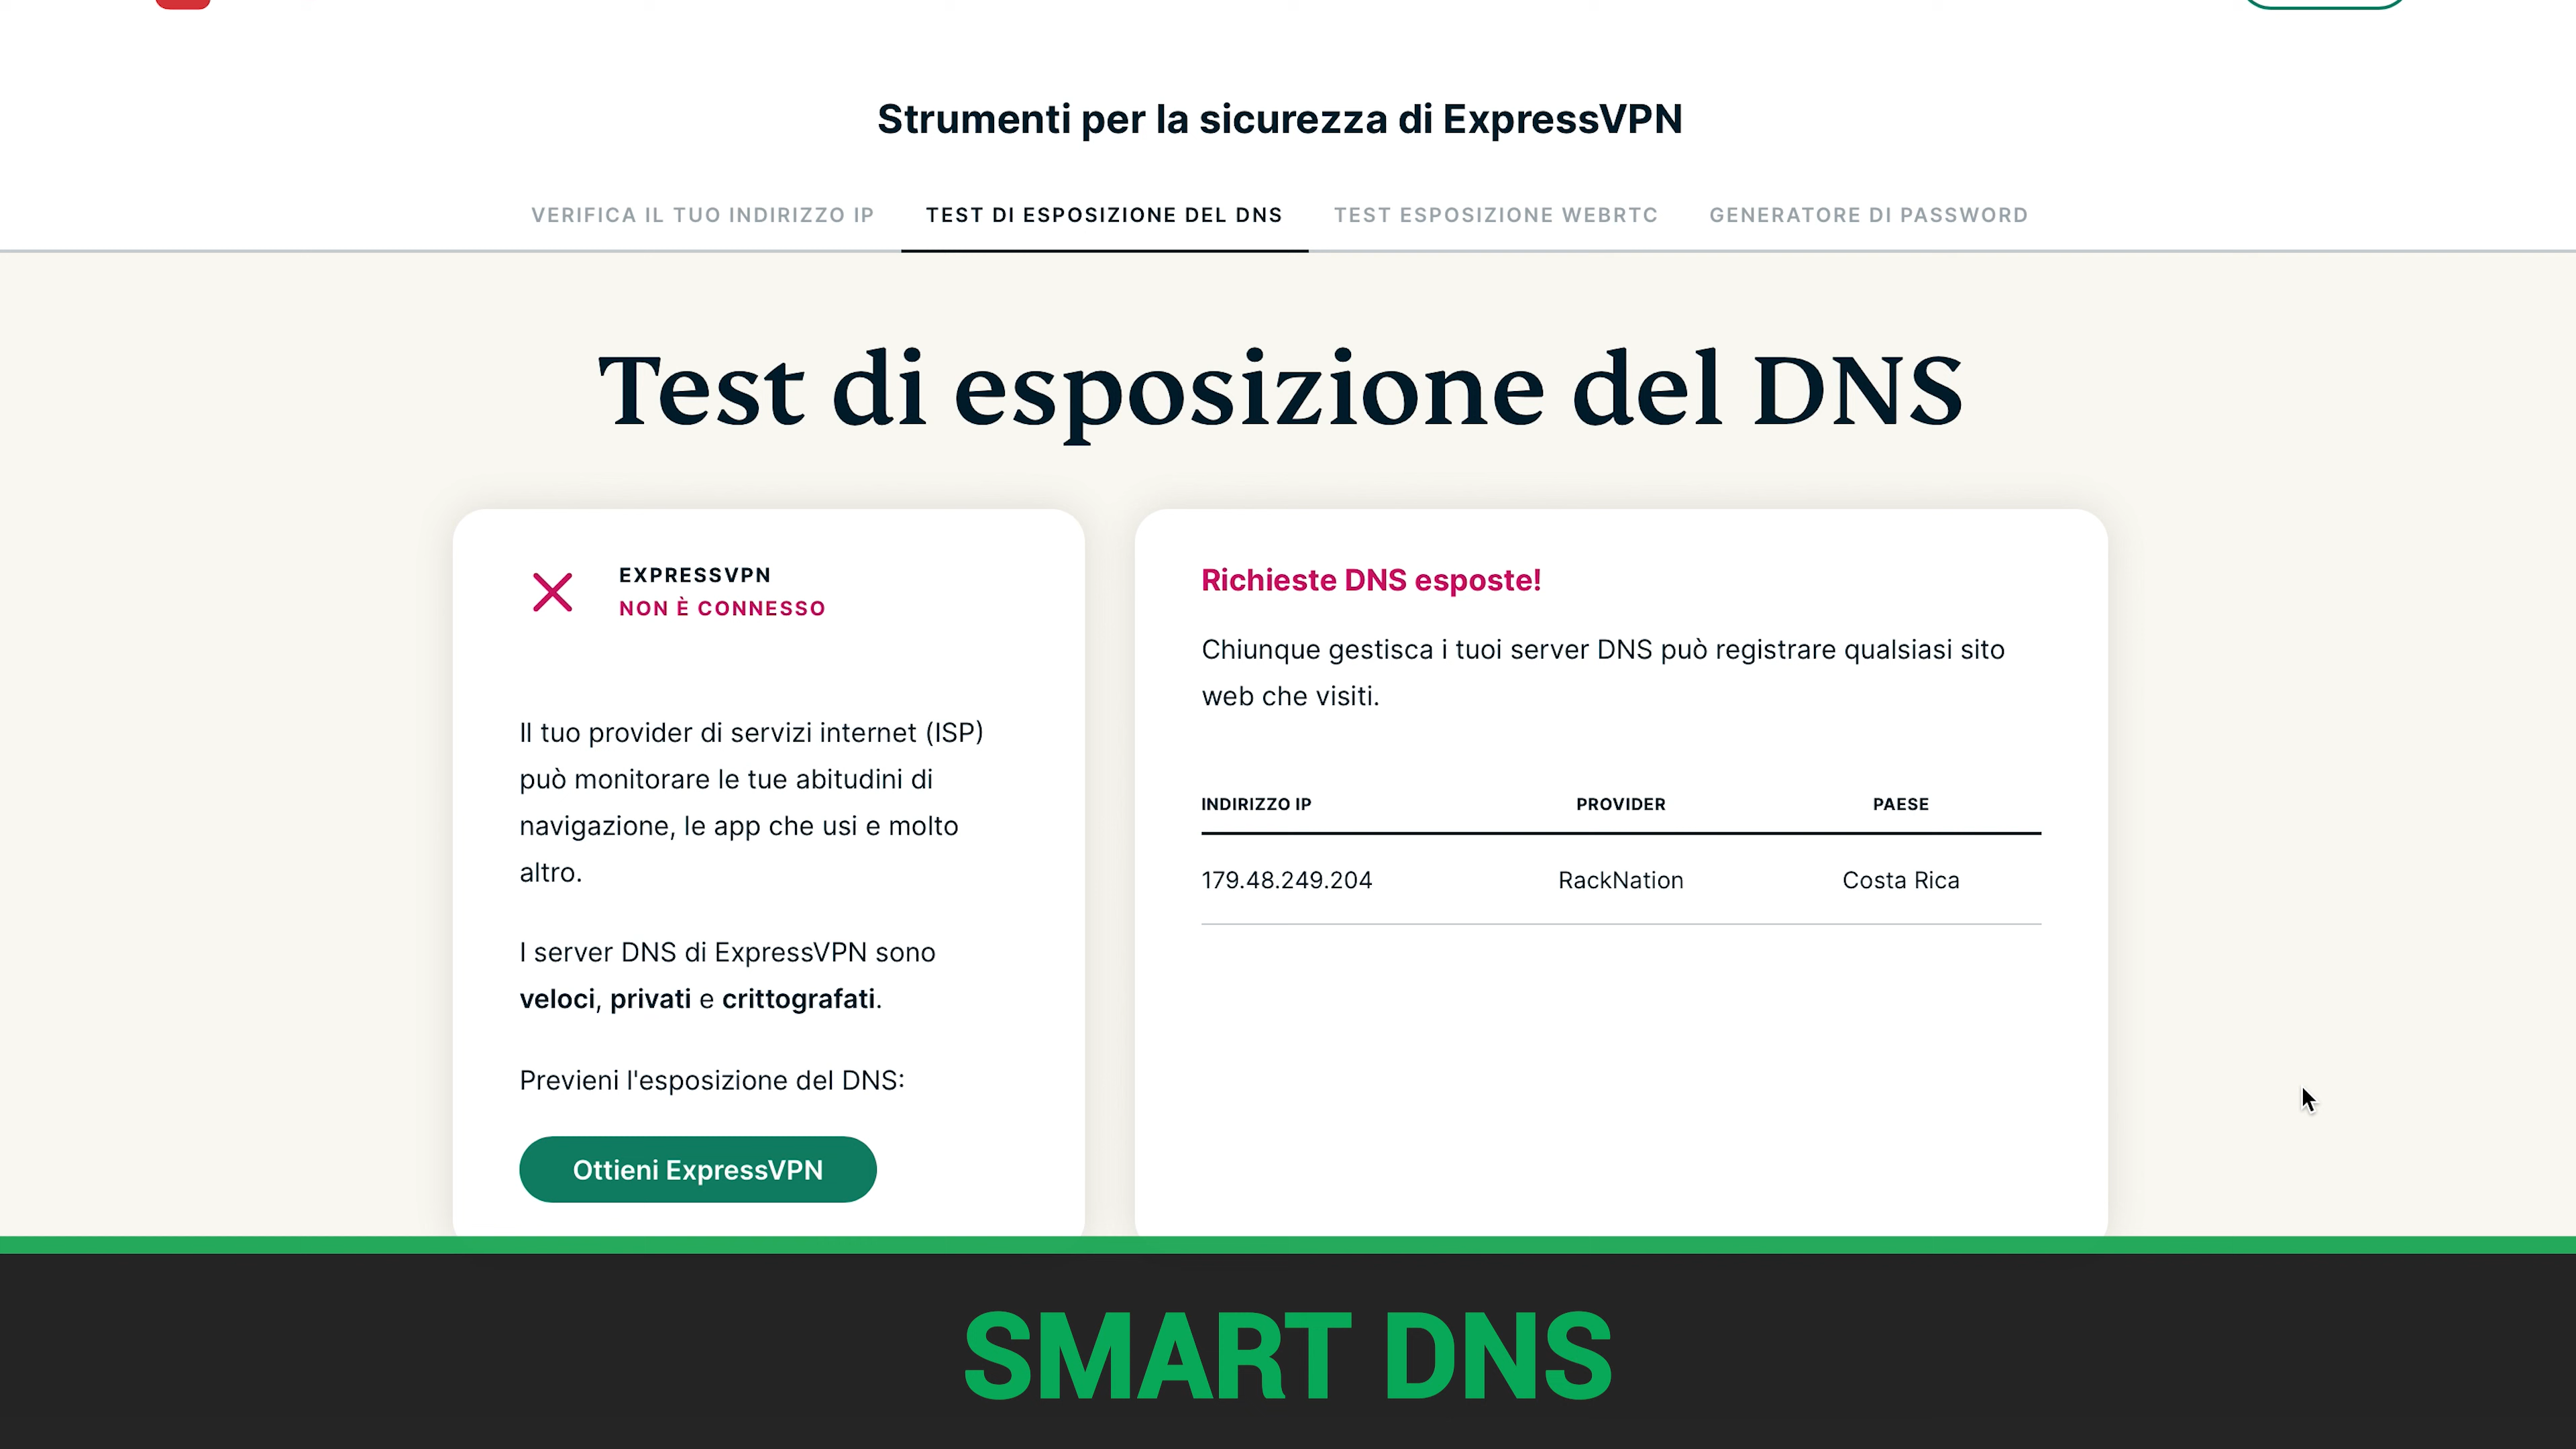 Strumenti per la sicurezza di ExpressVPN
VERIFICA IL TUO INDIRIZZO IP TEST DI ESPOSIZIONE DEL DNS TEST ESPOSIZIONE WEBRTC GENERATORE DI PASSWORD
Test di esposizione del DNS
EXPRESSVPN
NON È CONNESSO
Il tuo provider di servizi internet (ISP)
può monitorare le tue abitudini di
navigazione, le app che usi e molto
altro.
I server DNS di ExpressVPN sono
veloci, privati e crittografati.
Previeni l'esposizione del DNS:
Ottieni ExpressVPN
Richieste DNS esposte!
Chiunque gestisca i tuoi server DNS può registrare qualsiasi sito
web che visiti.
INDIRIZZO IP PROVIDER PAESE
179.48.249.204 RackNation Costa Rica
SMART DNS